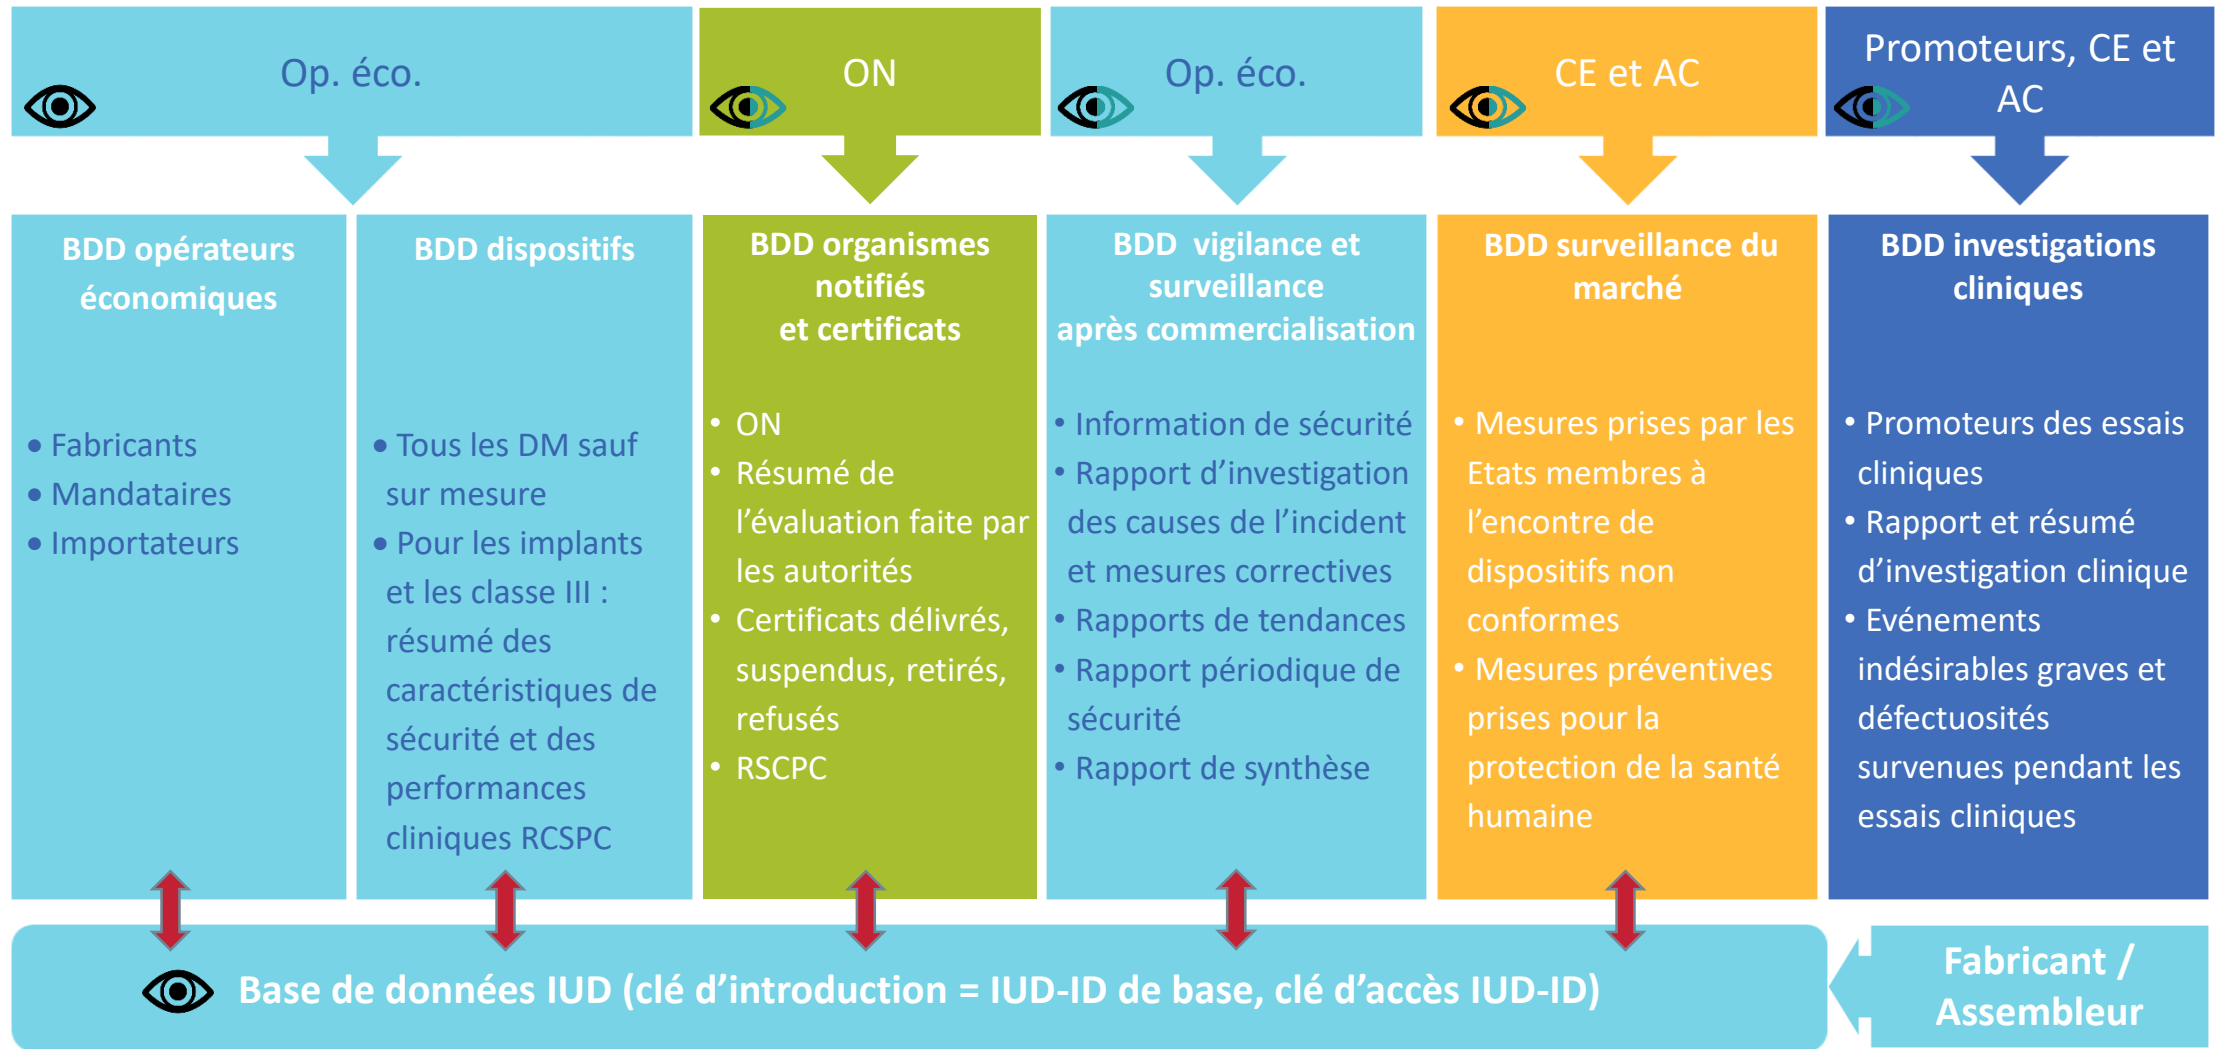 Op. éco.
ON
Op. éco.
CE et AC
Promoteurs, CE et
AC
BDD opérateurs
économiques
• Fabricants
• Mandataires
• Importateurs
BDD dispositifs
• Tous les DM sauf
sur mesure
• Pour les implants
et les classe III :
résumé des
caractéristiques de
sécurité et des
performances
cliniques RCSPC
BDD organismes
notifiés
et certificats
• ON
• Résumé de
l’évaluation faite par
les autorités
• Certificats délivrés,
suspendus, retirés,
refusés
• RSCPC
BDD vigilance et
surveillance
après commercialisation
• Information de sécurité
• Rapport d’investigation
des causes de l’incident
et mesures correctives
• Rapports de tendances
• Rapport périodique de
sécurité
• Rapport de synthèse
BDD surveillance du
marché
• Mesures prises par les
Etats membres à
l’encontre de
dispositifs non
conformes
• Mesures préventives
prises pour la
protection de la santé
humaine
BDD investigations
cliniques
• Promoteurs des essais
cliniques
• Rapport et résumé
d’investigation clinique
• Evénements
indésirables graves et
défectuosités
survenues pendant les
essais cliniques
Base de données IUD (clé d’introduction = IUD-ID de base, clé d’accès IUD-ID)
Fabricant /
Assembleur